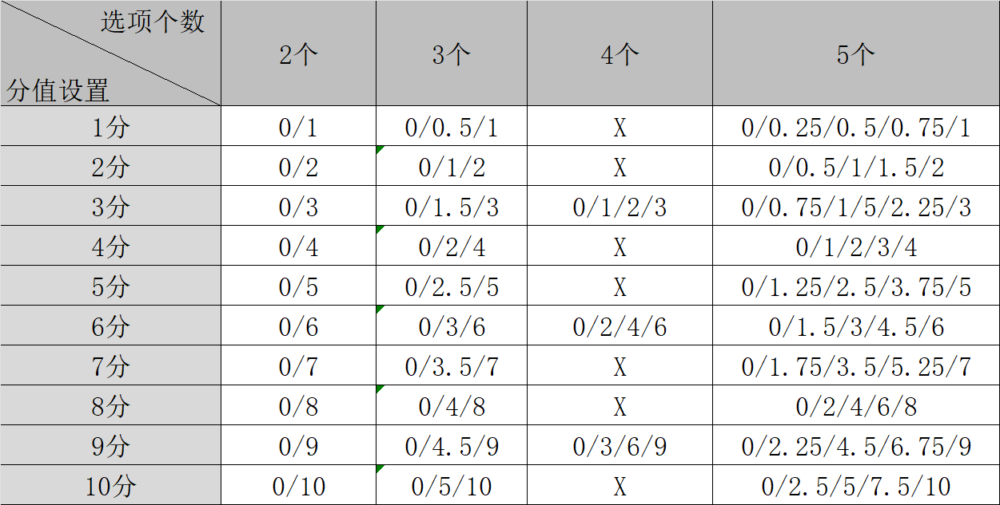 选项个数
分值设置
2个 3个 4个 5个
1分 0/1 0/0.5/1 X 0/0.25/0.5/0.75/1
2分 0/2 0/1/2 X 0/0.5/1/1.5/2
3分 0/3 0/1.5/3 0/1/2/3 0/0.75/1/5/2.25/3
4分 0/4 0/2/4 X 0/1/2/3/4
5分 0/5 0/2.5/5 X 0/1.25/2.5/3.75/5
6分 0/6 0/3/6 0/2/4/6 0/1.5/3/4.5/6
7分 0/7 0/3.5/7 X 0/1.75/3.5/5.25/7
8分 0/8 0/4/8 X 0/2/4/6/8
9分 0/9 0/4.5/9 0/3/6/9 0/2.25/4.5/6.75/9
10分 0/10 0/5/10 X 0/2.5/5/7.5/10